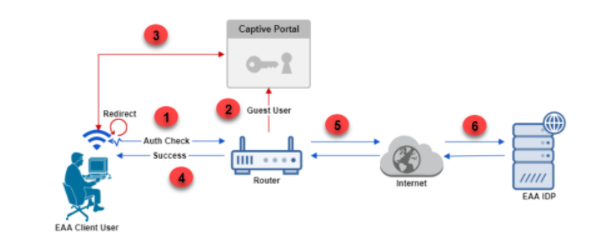 3
Captive Portal
Redirect
1
2
Guest User
Auth Check
5
6
Success
4
Router
Internet
EAA IDP
EAA Client User